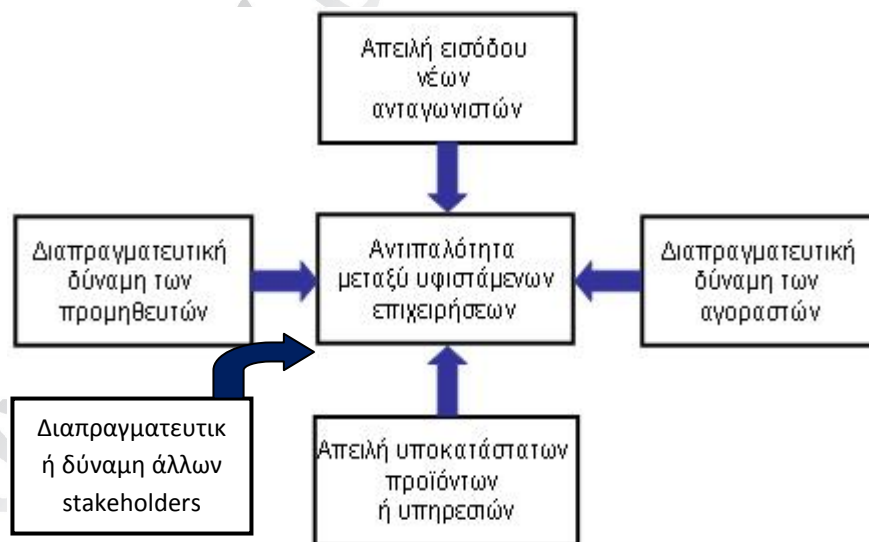 Απειλή εισόδου
νέων
ανταγωνιστών
Διαπραγματευτική
δύναμη των
προμηθευτών
Αντιπαλότητα
μεταξύ υφιστάμενων
επιχειρήσεων
Διαπραγματευτική
δύναμη των
αγοραστών
Διαπραγματευτικ
ή δύναμη άλλων
stakeholders
Απειλή υποκατάστατων
προϊόντων
ή υπηρεσιών